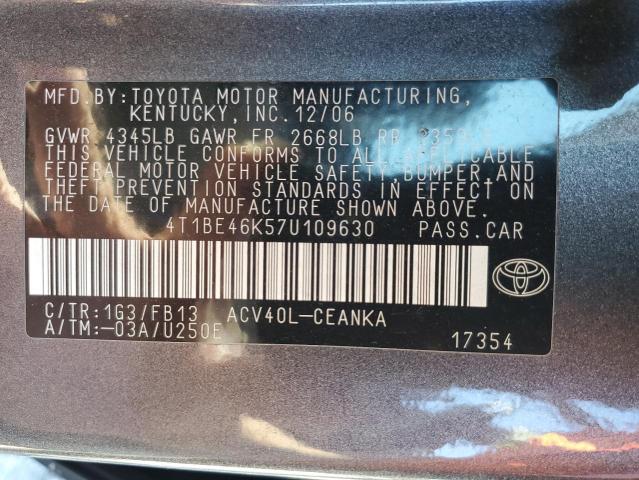 MFD.BY:TOYOTA MOTOR MANUFACTURING,
KENTUCKY,INC.12/06
GVWR 4345LB GAWR FR 2668LB RR
THIS VEHICLE CONFORMS TO ALL APPLICABLE
FEDERAL MOTOR VEHICLE SAFETY BUMPER, AND
THEFT PREVENTION STANDARDS IN EFFECT ON
THE DATE OF MANUFACTURE SHOWN ABOVE.
4T1BE46K57U109630 PASS.CAR
C/TR:1G3/FB13 ACV40L-CEANKA
A/TM:-03A/U250E
17354